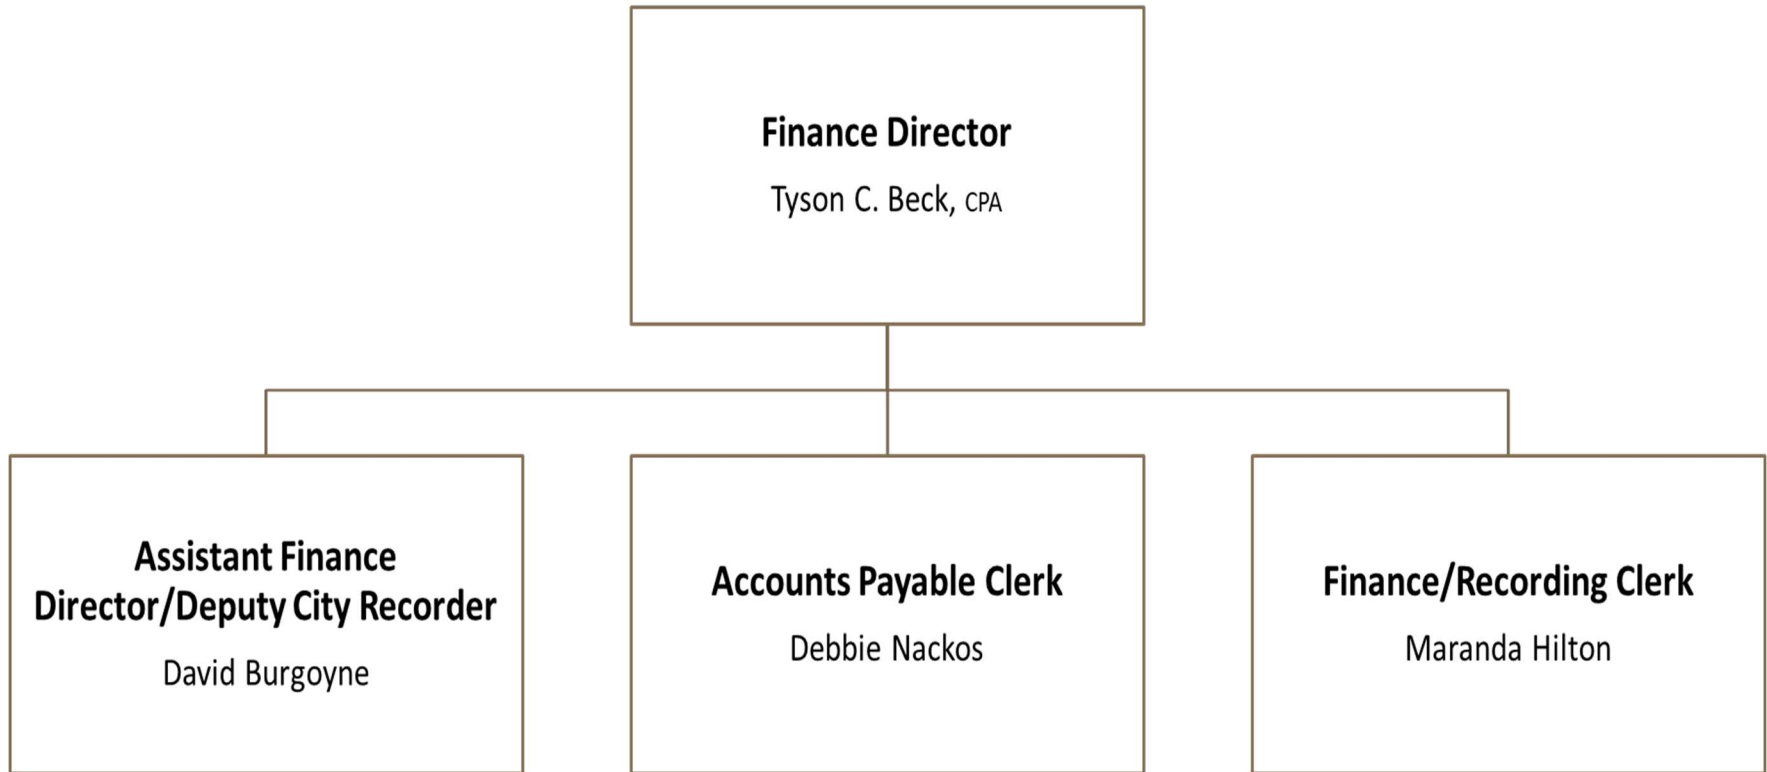 Finance Director
Tyson C. Beck, CPA
Assistant Finance
Director/Deputy City Recorder
David Burgoyne
Accounts Payable Clerk
Debbie Nackos
Finance/Recording Clerk
Maranda Hilton